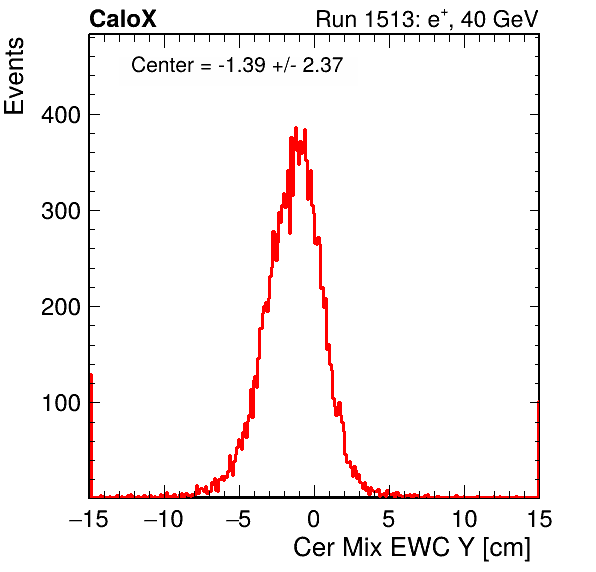 CaloX Run 1513: e⁺, 40 GeV
Center = -1.39 +/- 2.37
Events
400
300
200
100
−15 −10 −5 0 5 10 15
Cer Mix EWC Y [cm]